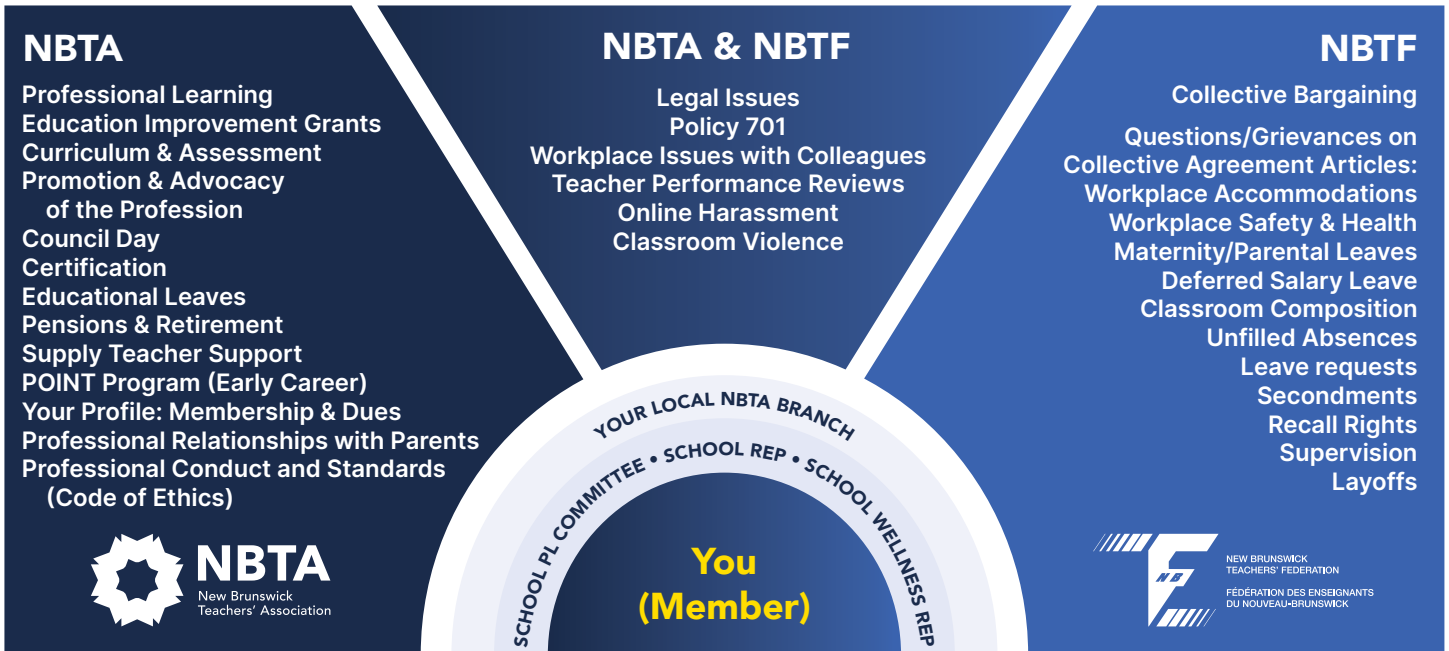 NBTA
Professional Learning
Education Improvement Grants
Curriculum & Assessment
Promotion & Advocacy
of the Profession
Council Day
Certification
Educational Leaves
Pensions & Retirement
Supply Teacher Support
POINT Program (Early Career)
Your Profile: Membership & Dues
Professional Relationships with Parents
Professional Conduct and Standards
(Code of Ethics)
NBTA
New Brunswick
Teachers' Association
NBTA & NBTF
Legal Issues
Policy 701
Workplace Issues with Colleagues
Teacher Performance Reviews
Online Harassment
Classroom Violence
YOUR LOCAL NBTA BRANCH
SCHOOL PL COMMITTEE • SCHOOL REP • SCHOOL WELLNESS REP
You
(Member)
NBTF
Collective Bargaining
Questions/Grievances on
Collective Agreement Articles:
Workplace Accommodations
Workplace Safety & Health
Maternity/Parental Leaves
Deferred Salary Leave
Classroom Composition
Unfilled Absences
Leave requests
Secondments
Recall Rights
Supervision
Layoffs
NB
NEW BRUNSWICK
TEACHERS' FEDERATION
FÉDÉRATION DES ENSEIGNANTS
DU NOUVEAU-BRUNSWICK